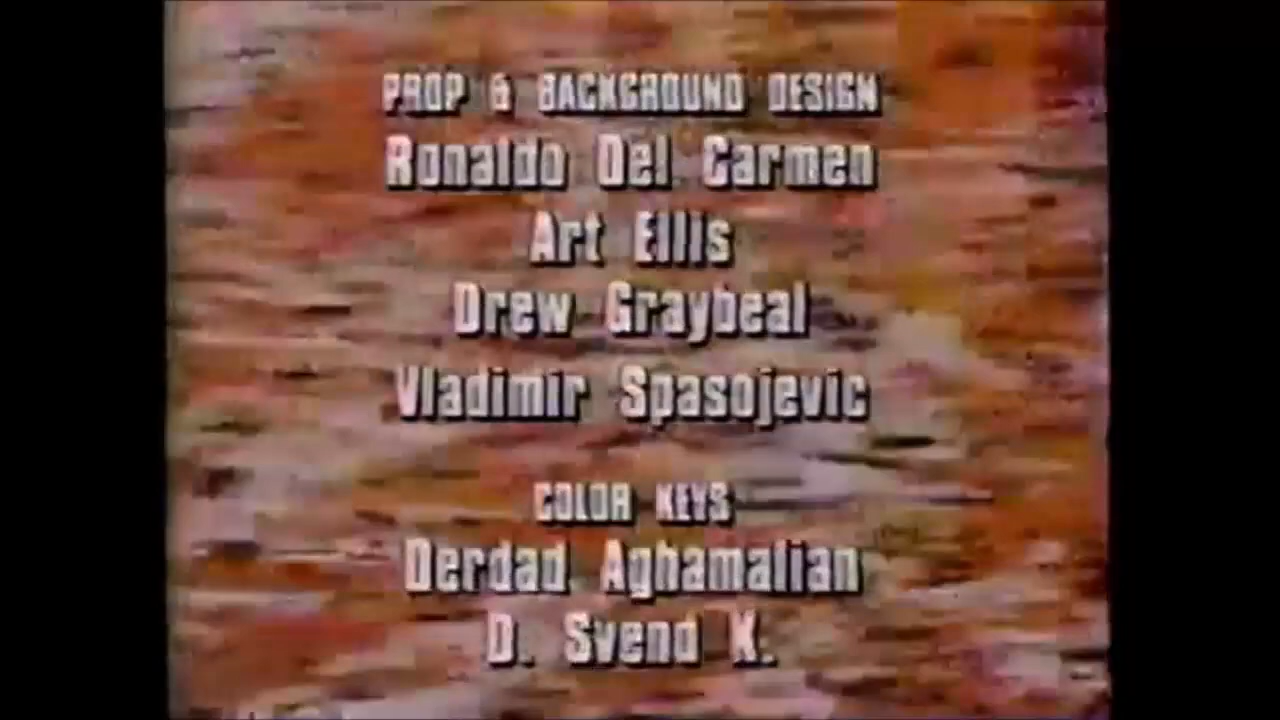 PROP & BACKGROUND DESIGN
Ronaldo Del Carmen
Art Ellis
Drew Graybeal
Vladimir Spasojevic
COLOR KEYS
Derdad Aghamalian
D. Svend K.